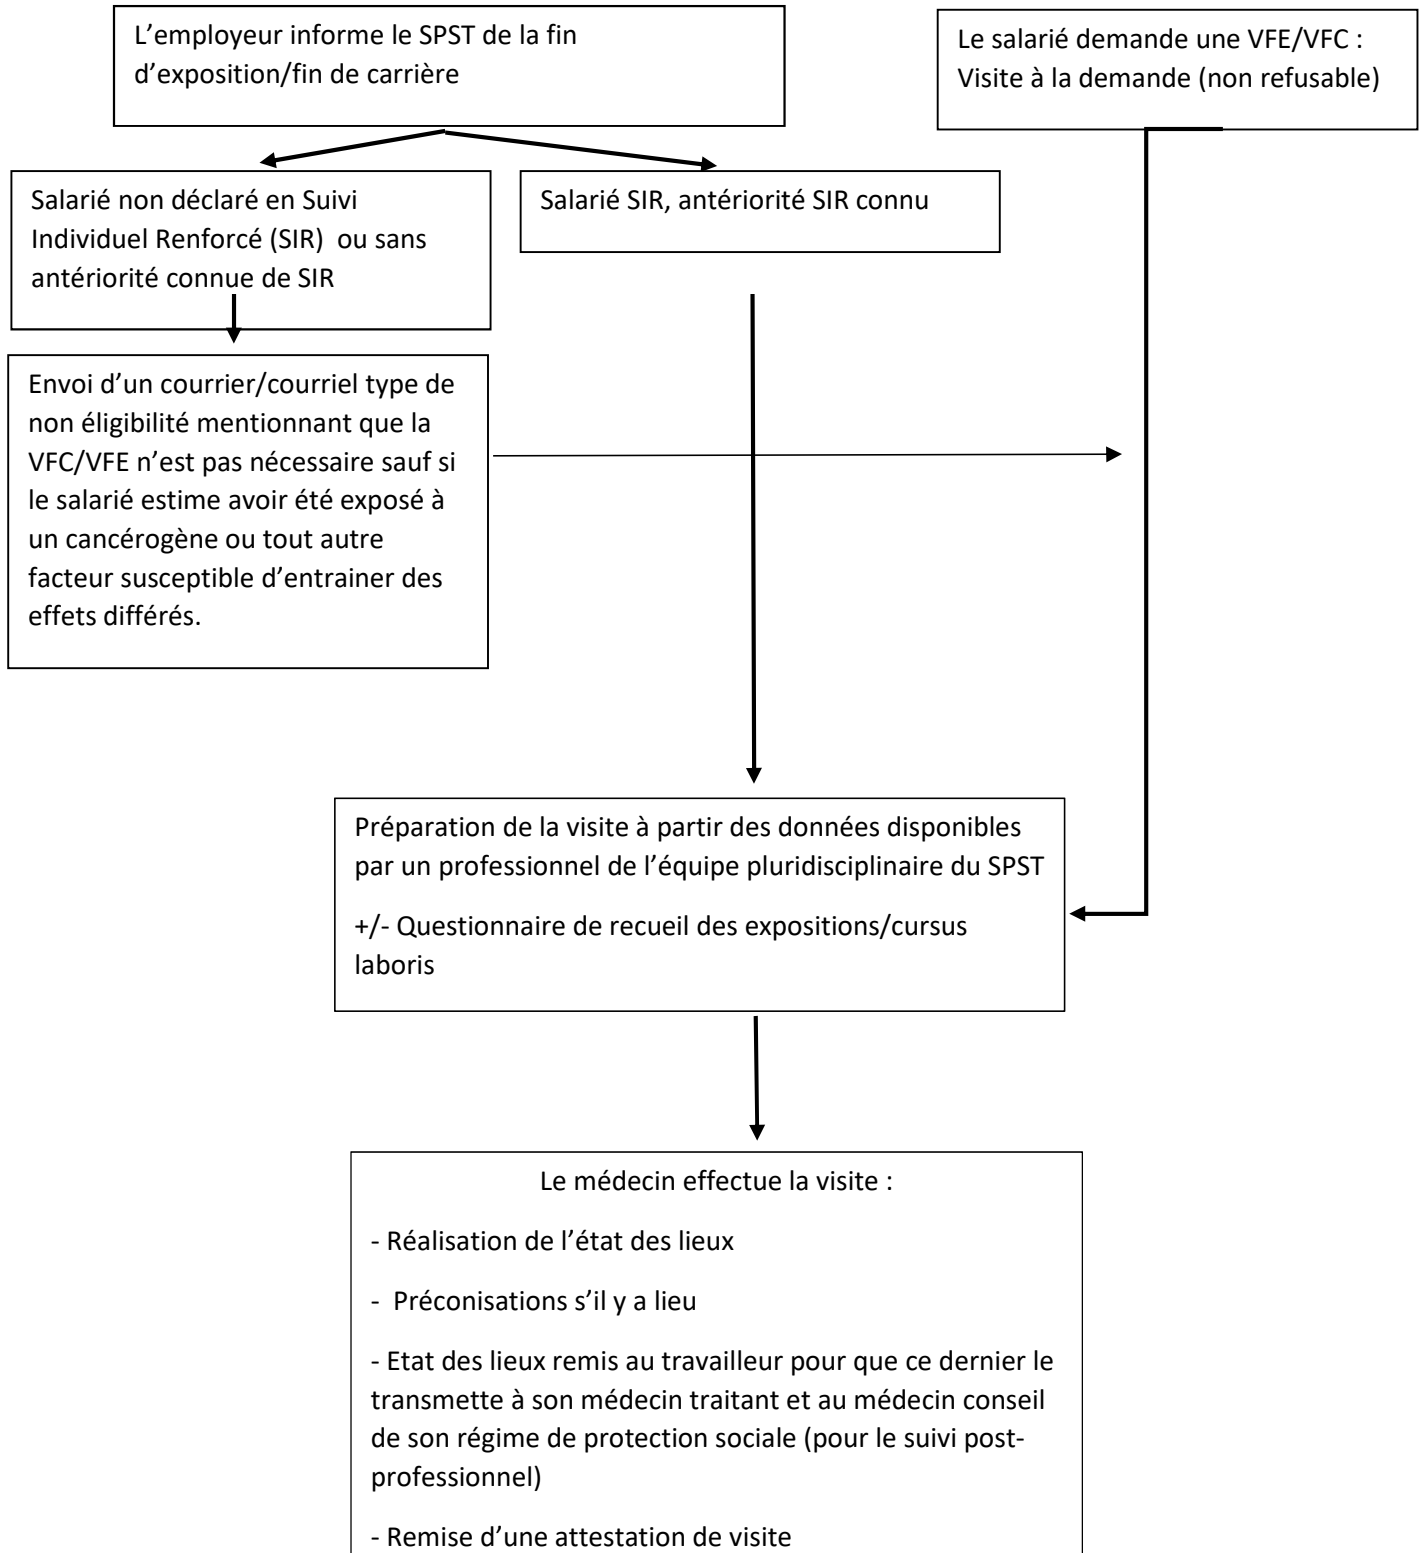 L’employeur informe le SPST de la fin
d’exposition/fin de carrière
Le salarié demande une VFE/VFC :
Visite à la demande (non refusable)
Salarié non déclaré en Suivi
Individuel Renforcé (SIR)  ou sans
antériorité connue de SIR
Salarié SIR, antériorité SIR connu
Envoi d’un courrier/courriel type de
non éligibilité mentionnant que la
VFC/VFE n’est pas nécessaire sauf si
le salarié estime avoir été exposé à
un cancérogène ou tout autre
facteur susceptible d’entrainer des
effets différés.
Préparation de la visite à partir des données disponibles
par un professionnel de l’équipe pluridisciplinaire du SPST
+/- Questionnaire de recueil des expositions/cursus
laboris
Le médecin effectue la visite :
- Réalisation de l’état des lieux
-  Préconisations s’il y a lieu
- Etat des lieux remis au travailleur pour que ce dernier le
transmette à son médecin traitant et au médecin conseil
de son régime de protection sociale (pour le suivi post-
professionnel)
- Remise d’une attestation de visite